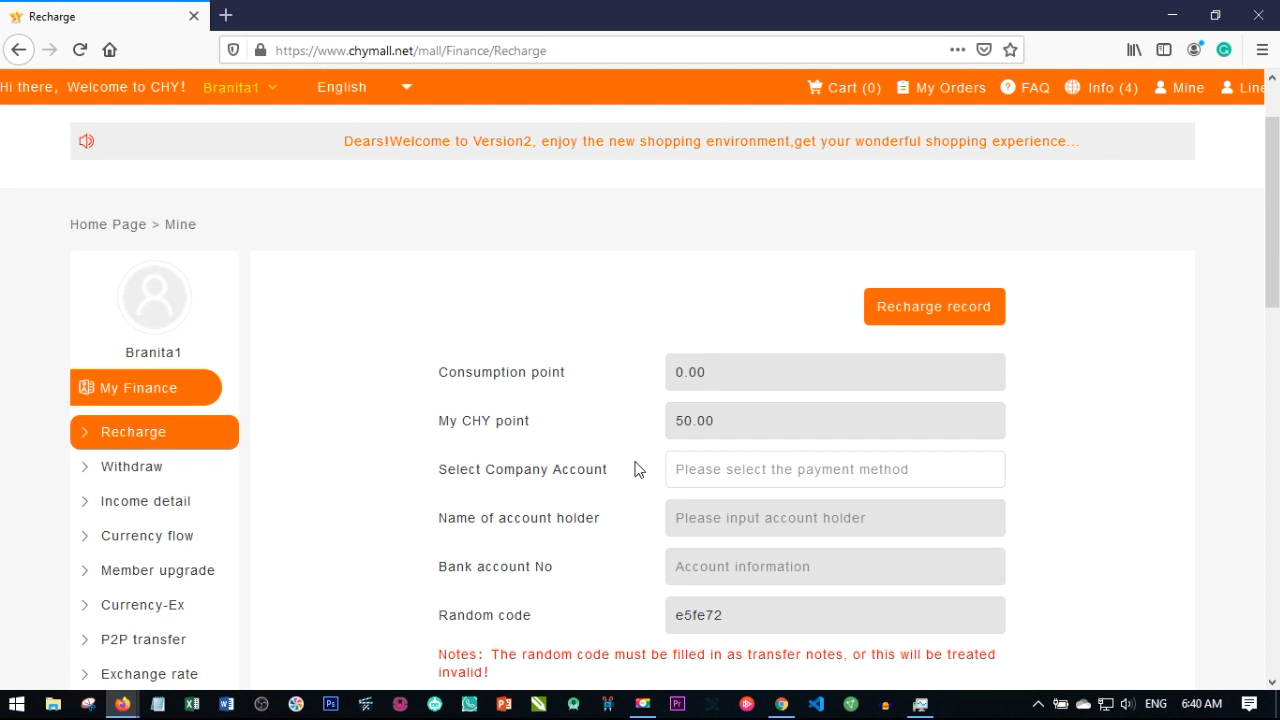 Recharge
https://www.chymall.net/mall/Finance/Recharge
Hi there, Welcome to CHY! Branita1 English Cart (0) My Orders FAQ Info (4) Mine Line
Dears!Welcome to Version2, enjoy the new shopping environment,get your wonderful shopping experience...
Home Page > Mine
Branita1
My Finance
Recharge
Withdraw
Income detail
Currency flow
Member upgrade
Currency-Ex
P2P transfer
Exchange rate
Recharge record
Consumption point 0.00
My CHY point 50.00
Select Company Account Please select the payment method
Name of account holder Please input account holder
Bank account No Account information
Random code e5fe72
Notes: The random code must be filled in as transfer notes, or this will be treated
invalid!
ENG 6:40 AM